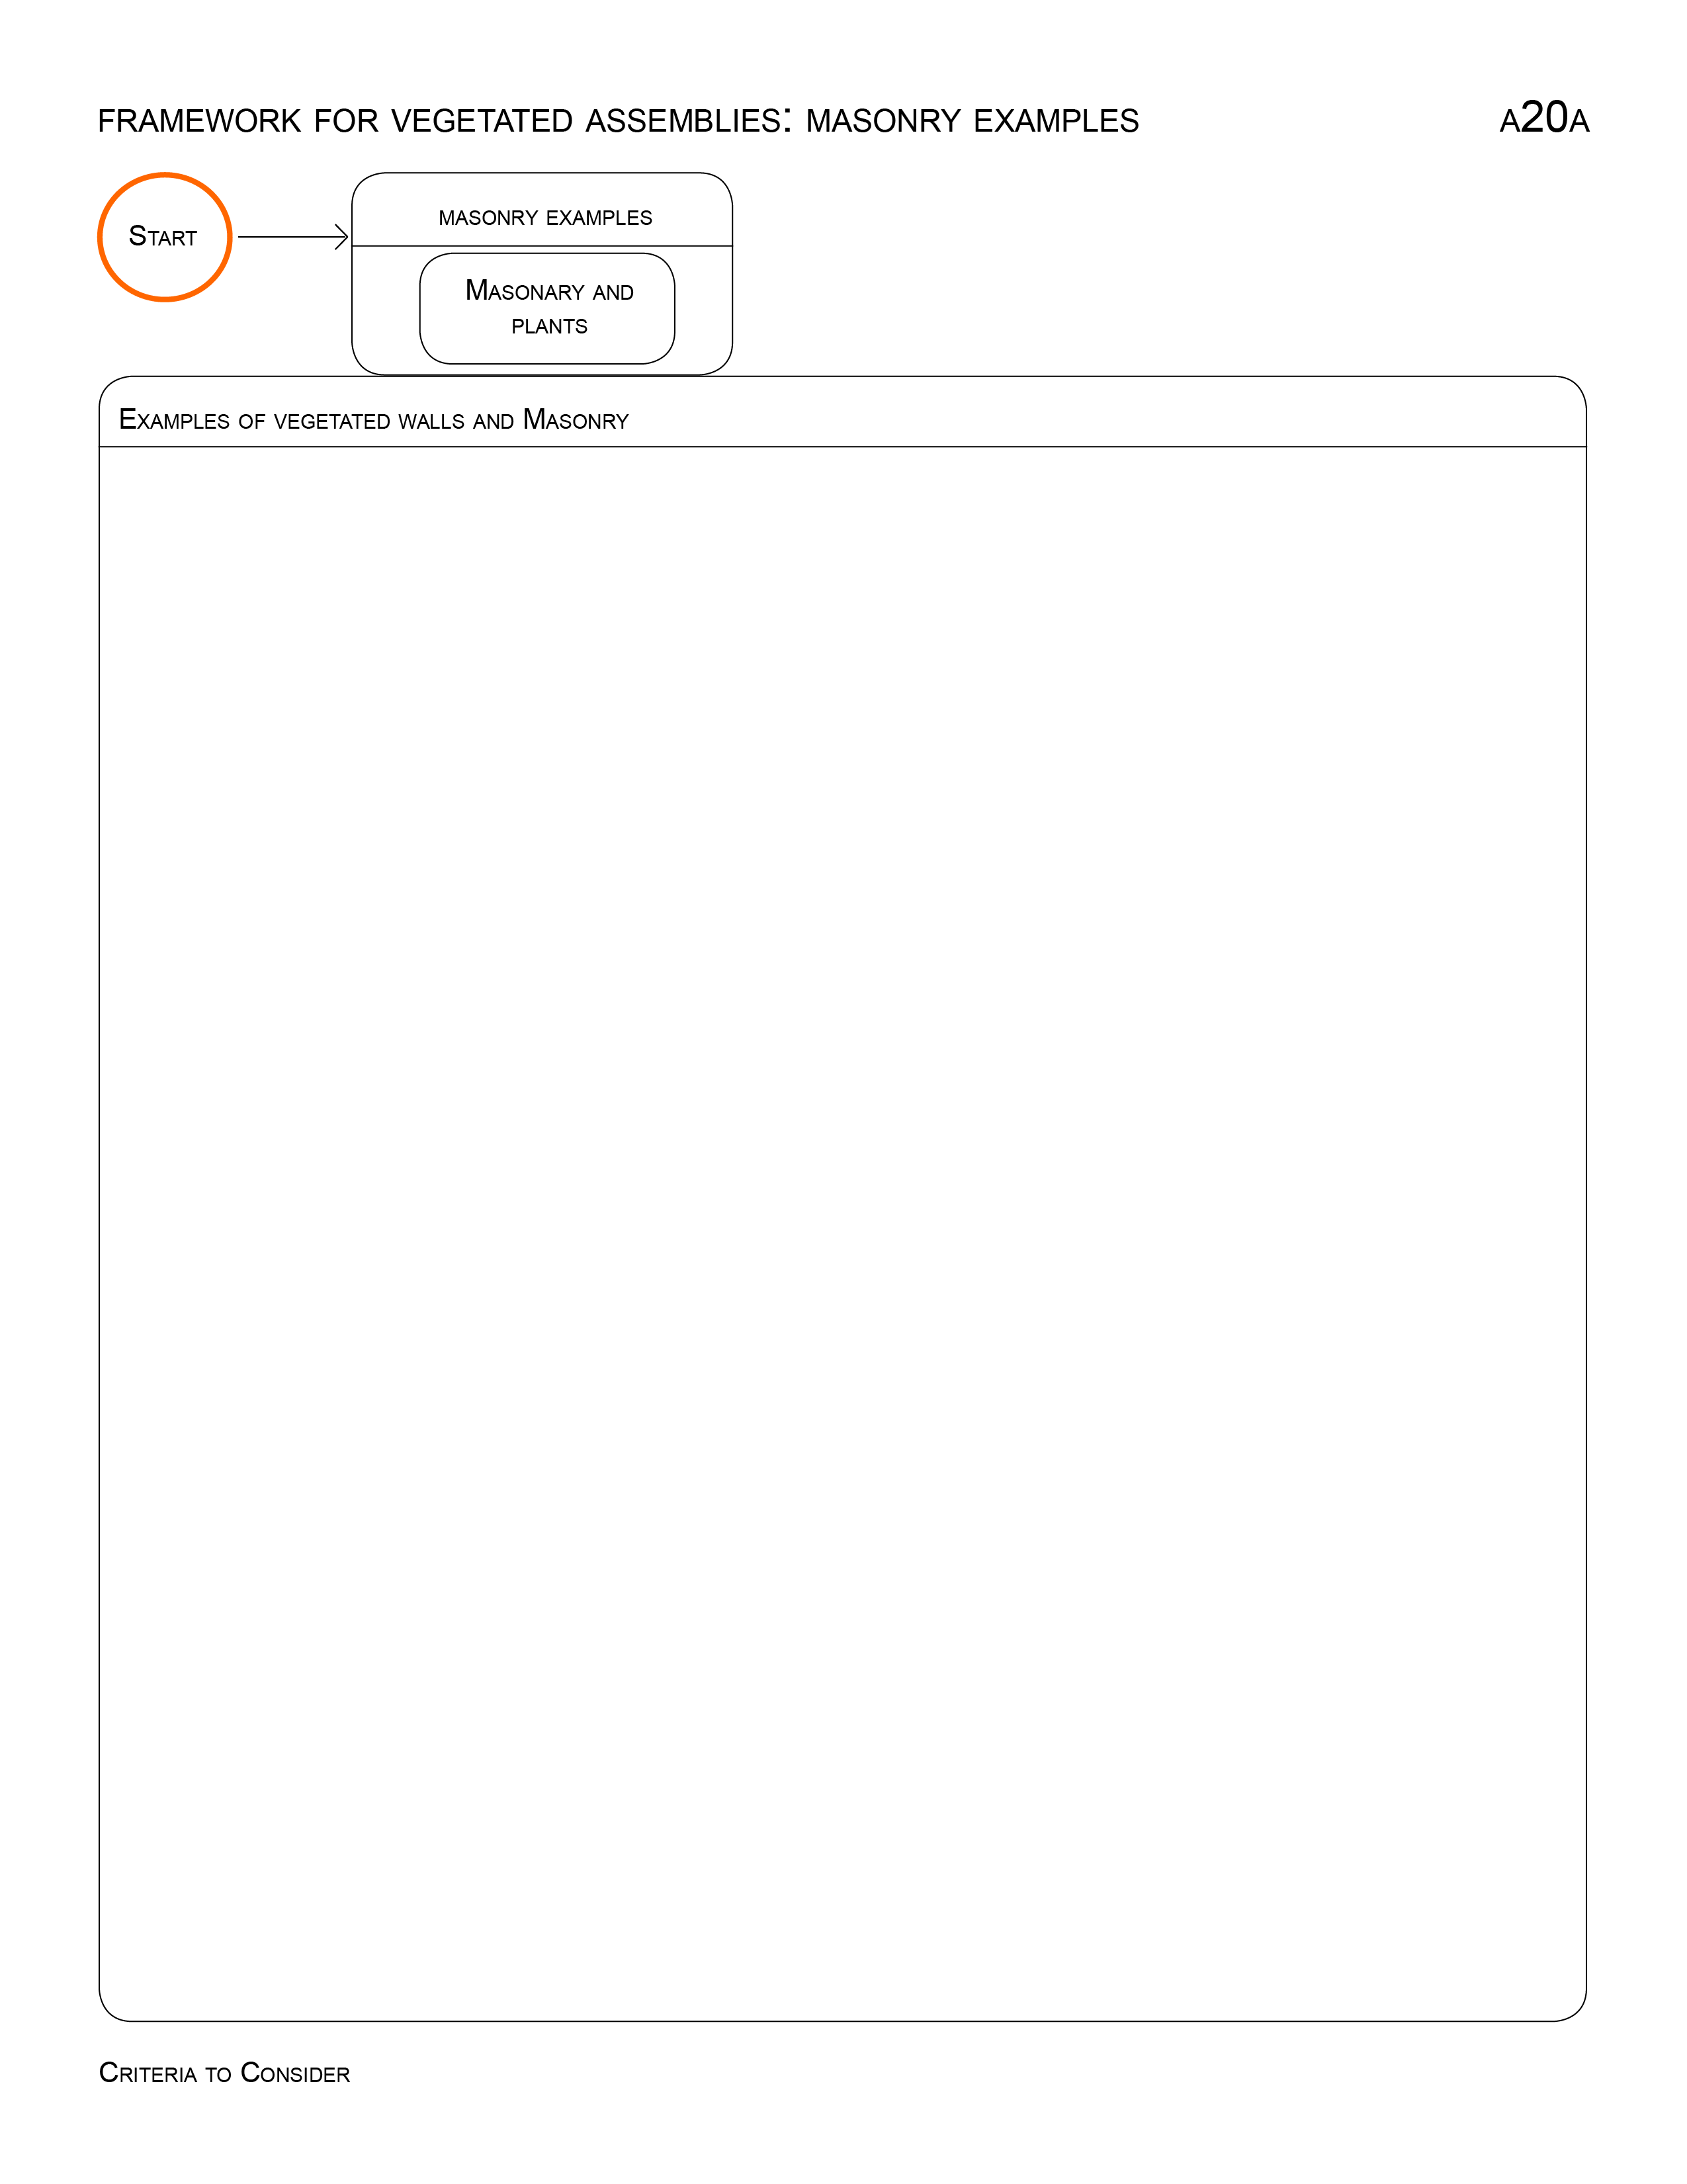 FRAMEWORK FOR VEGETATED ASSEMBLIES: MASONRY EXAMPLES
A20A
START
MASONRY EXAMPLES
MASONARY AND
PLANTS
EXAMPLES OF VEGETATED WALLS AND MASONRY
CRITERIA TO CONSIDER